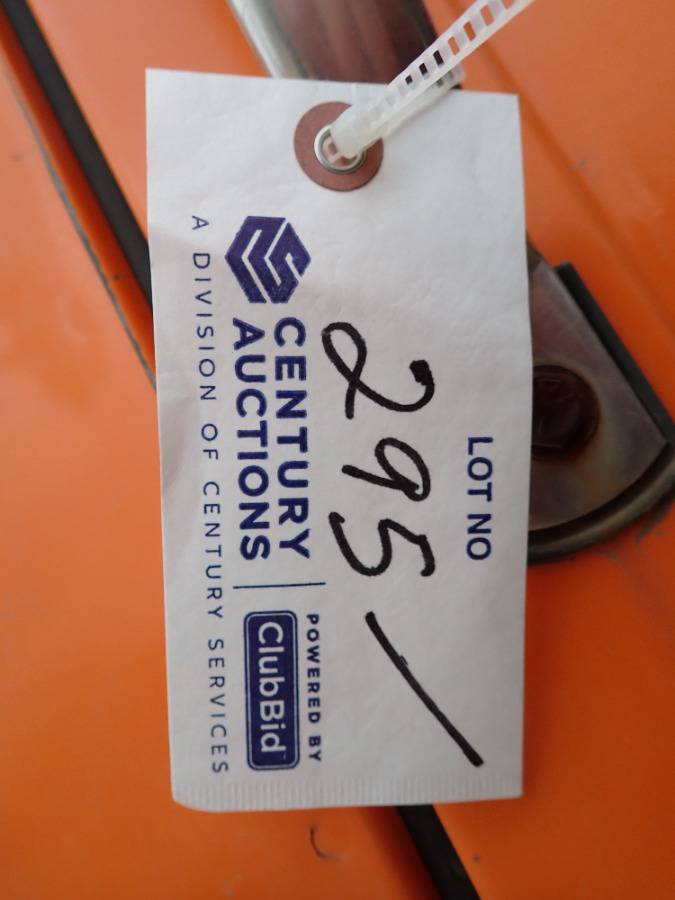 LOT NO
295/
CENTURY
AUCTIONS
POWERED BY
ClubBid
A DIVISION OF CENTURY SERVICES